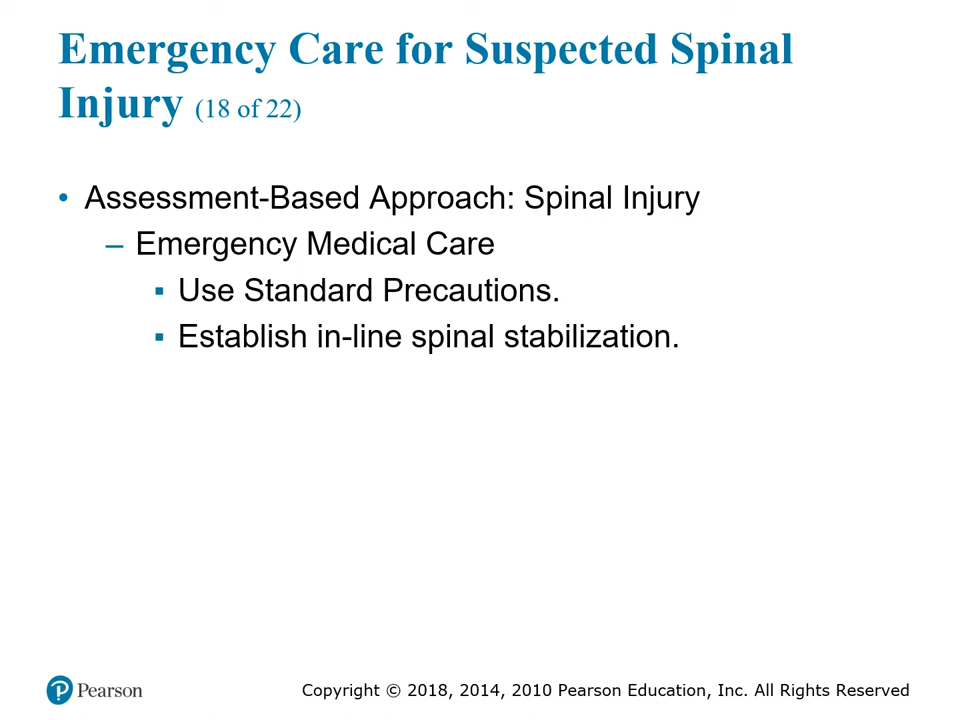 Emergency Care for Suspected Spinal
Injury (18 of 22)
• Assessment-Based Approach: Spinal Injury
– Emergency Medical Care
▪ Use Standard Precautions.
▪ Establish in-line spinal stabilization.
Pearson
Copyright © 2018, 2014, 2010 Pearson Education, Inc. All Rights Reserved